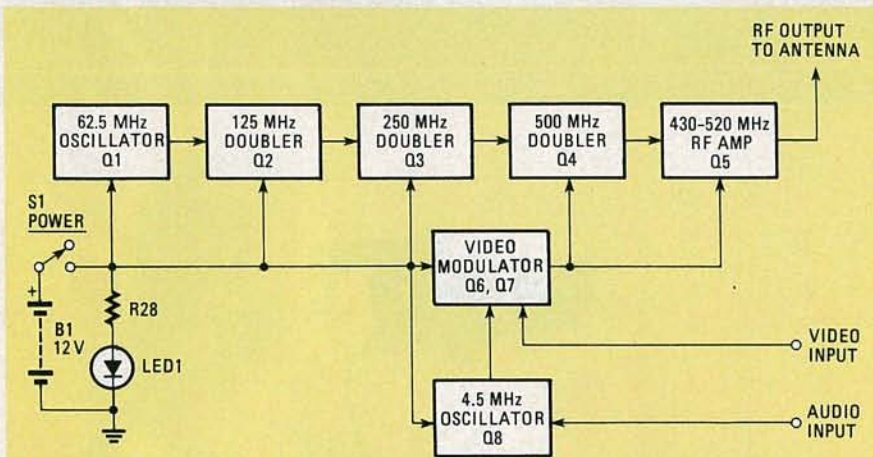 RF OUTPUT
TO ANTENNA
62.5 MHz
OSCILLATOR
Q1
125 MHz
DOUBLER
Q2
250 MHz
DOUBLER
Q3
500 MHz
DOUBLER
Q4
430-520 MHz
RF AMP
Q5
S1
POWER
+
B1
12V
R28
LED1
VIDEO
MODULATOR
Q6, Q7
VIDEO
INPUT
4.5 MHz
OSCILLATOR
Q8
AUDIO
INPUT